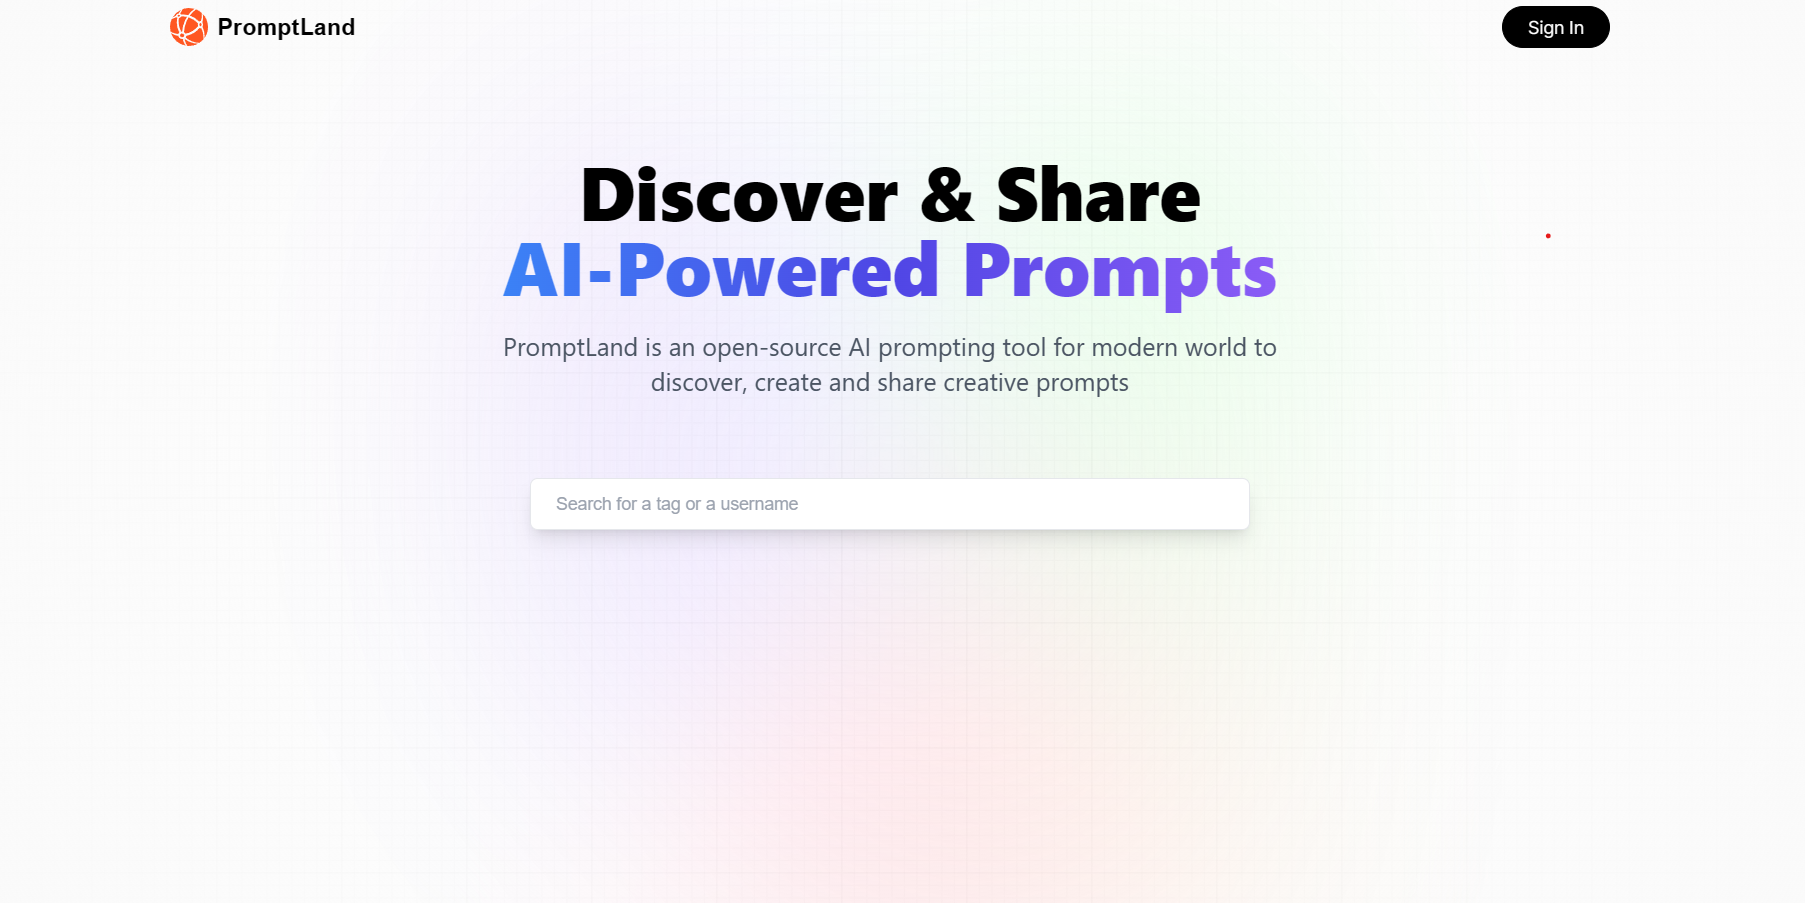 PromptLand
Sign In
Discover & Share
AI-Powered Prompts
PromptLand is an open-source AI prompting tool for modern world to
discover, create and share creative prompts
Search for a tag or a username